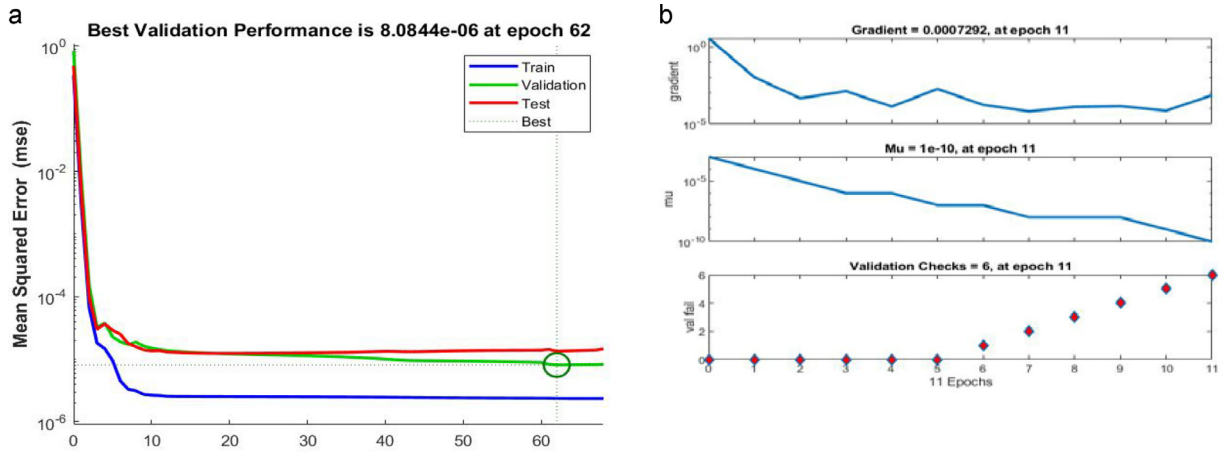 a
Best Validation Performance is 8.0844e-06 at epoch 62
Mean Squared Error (mse)
10^0
10^-2
10^-4
10^-6
0 10 20 30 40 50 60
Train
Validation
Test
Best
b
Gradient = 0.0007292, at epoch 11
gradient
10^0
10^-5
Mu = 1e-10, at epoch 11
mu
10^-5
10^-10
Validation Checks = 6, at epoch 11
val fail
6
4
2
0
0 1 2 3 4 5 6 7 8 9 10 11
11 Epochs